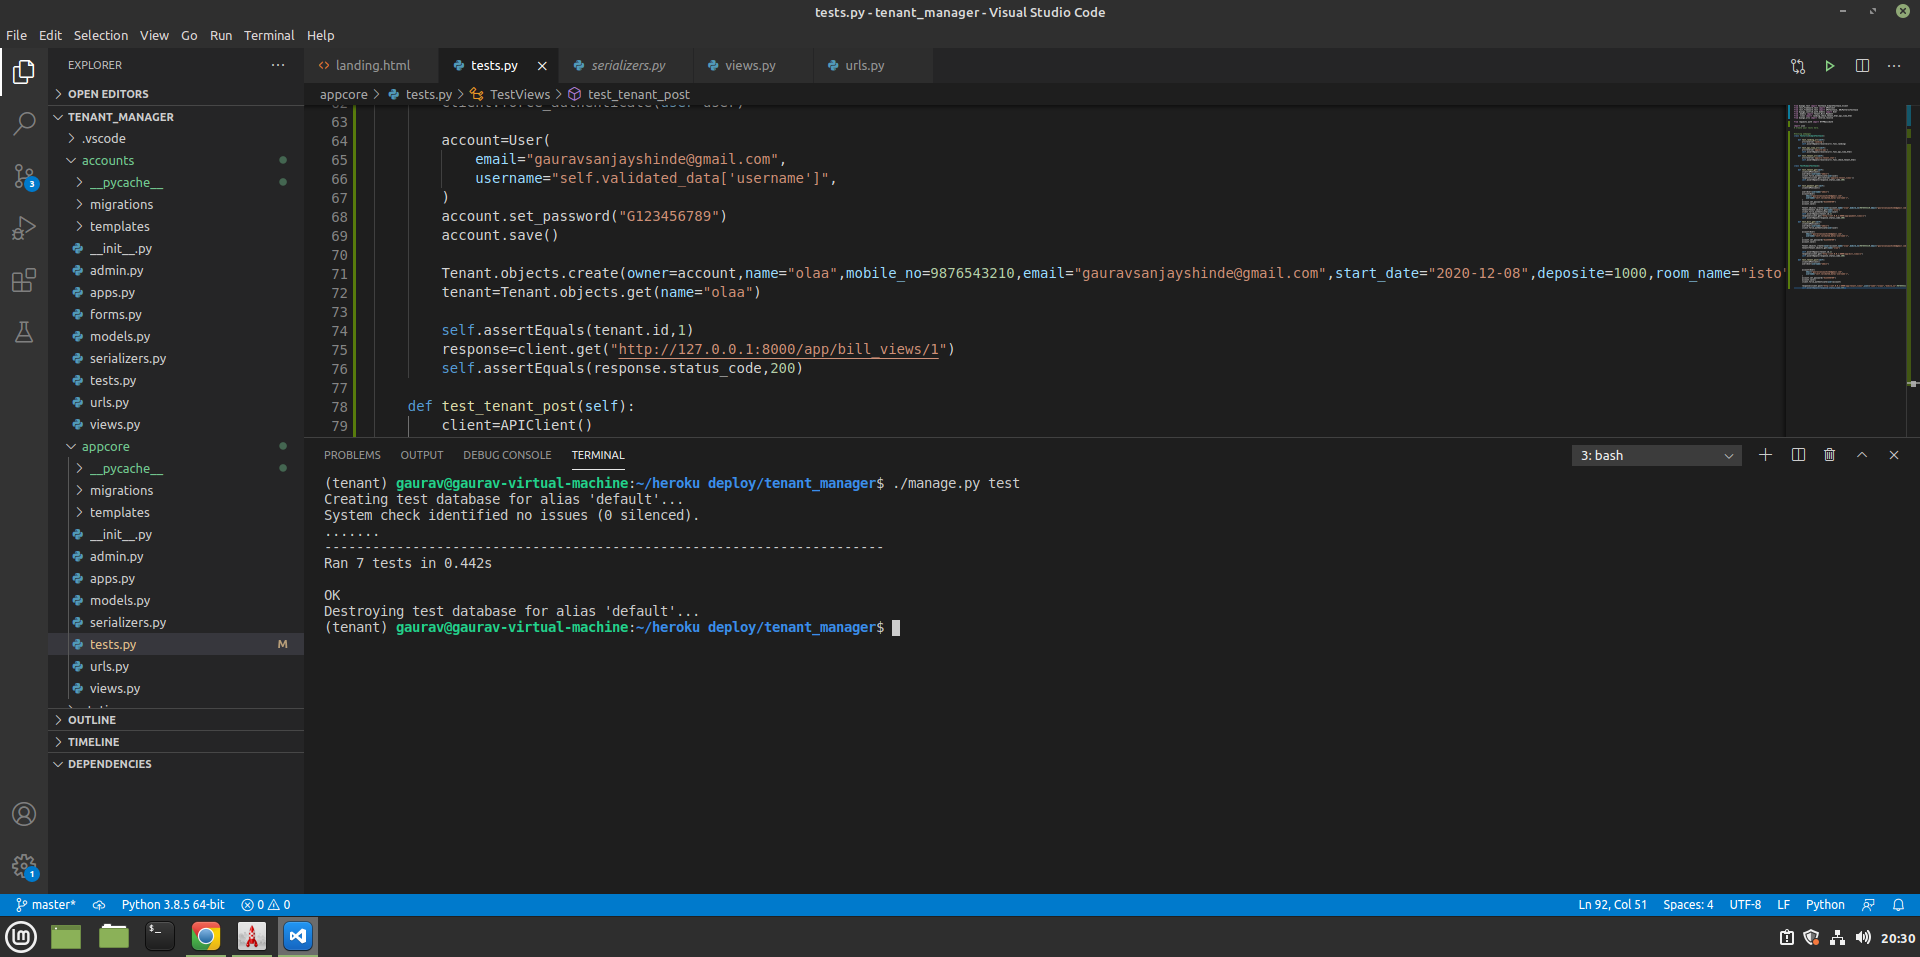 tests.py - tenant_manager - Visual Studio Code
File Edit Selection View Go Run Terminal Help
EXPLORER
landing.html tests.py serializers.py views.py urls.py
OPEN EDITORS
appcore > tests.py > TestViews > test_tenant_post
TENANT_MANAGER
.vscode
accounts
__pycache__
migrations
templates
__init__.py
admin.py
apps.py
forms.py
models.py
serializers.py
tests.py
urls.py
views.py
appcore
__pycache__
migrations
templates
__init__.py
admin.py
apps.py
models.py
serializers.py
tests.py M
urls.py
views.py
OUTLINE
TIMELINE
DEPENDENCIES
3
1
62 client.force_authenticate(user=user)
63
64 account=User(
65 email="gauravsanjayshinde@gmail.com",
66 username="self.validated_data['username']",
67 )
68 account.set_password("G123456789")
69 account.save()
70
71 Tenant.objects.create(owner=account,name="olaa",mobile_no=9876543210,email="gauravsanjayshinde@gmail.com",start_date="2020-12-08",deposite=1000,room_name="isto"
72 tenant=Tenant.objects.get(name="olaa")
73
74 self.assertEquals(tenant.id,1)
75 response=client.get("http://127.0.0.1:8000/app/bill_views/1")
76 self.assertEquals(response.status_code,200)
77
78 def test_tenant_post(self):
79 client=APIClient()
PROBLEMS OUTPUT DEBUG CONSOLE TERMINAL 3: bash
(tenant) gaurav@gaurav-virtual-machine:~/heroku deploy/tenant_manager$ ./manage.py test
Creating test database for alias 'default'...
System check identified no issues (0 silenced).
.......
----------------------------------------------------------------------
Ran 7 tests in 0.442s
OK
Destroying test database for alias 'default'...
(tenant) gaurav@gaurav-virtual-machine:~/heroku deploy/tenant_manager$
master* Python 3.8.5 64-bit 0 0 Ln 92, Col 51 Spaces: 4 UTF-8 LF Python
20:30